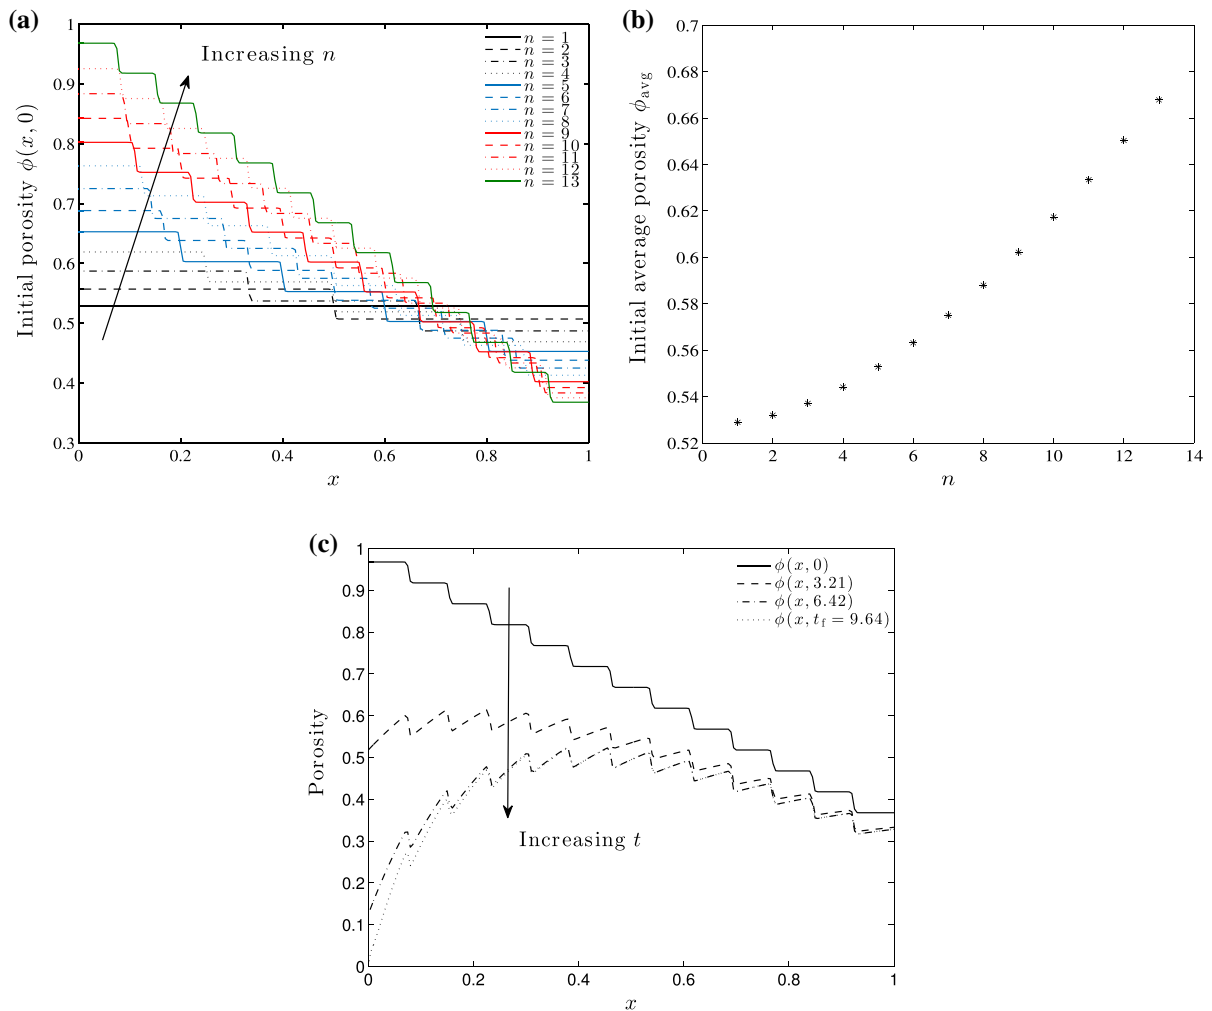 (a)
Initial porosity ϕ(x, 0)
1
0.9
0.8
0.7
0.6
0.5
0.4
0.3
0
0.2
0.4
0.6
0.8
1
x
Increasing n
n = 1
n = 2
n = 3
n = 4
n = 5
n = 6
n = 7
n = 8
n = 9
n = 10
n = 11
n = 12
n = 13
(b)
Initial average porosity ϕavg
0.7
0.68
0.66
0.64
0.62
0.6
0.58
0.56
0.54
0.52
0
2
4
6
8
10
12
14
n
(c)
Porosity
1
0.9
0.8
0.7
0.6
0.5
0.4
0.3
0.2
0.1
0
0
0.2
0.4
0.6
0.8
1
x
ϕ(x, 0)
ϕ(x, 3.21)
ϕ(x, 6.42)
ϕ(x, tf = 9.64)
Increasing t